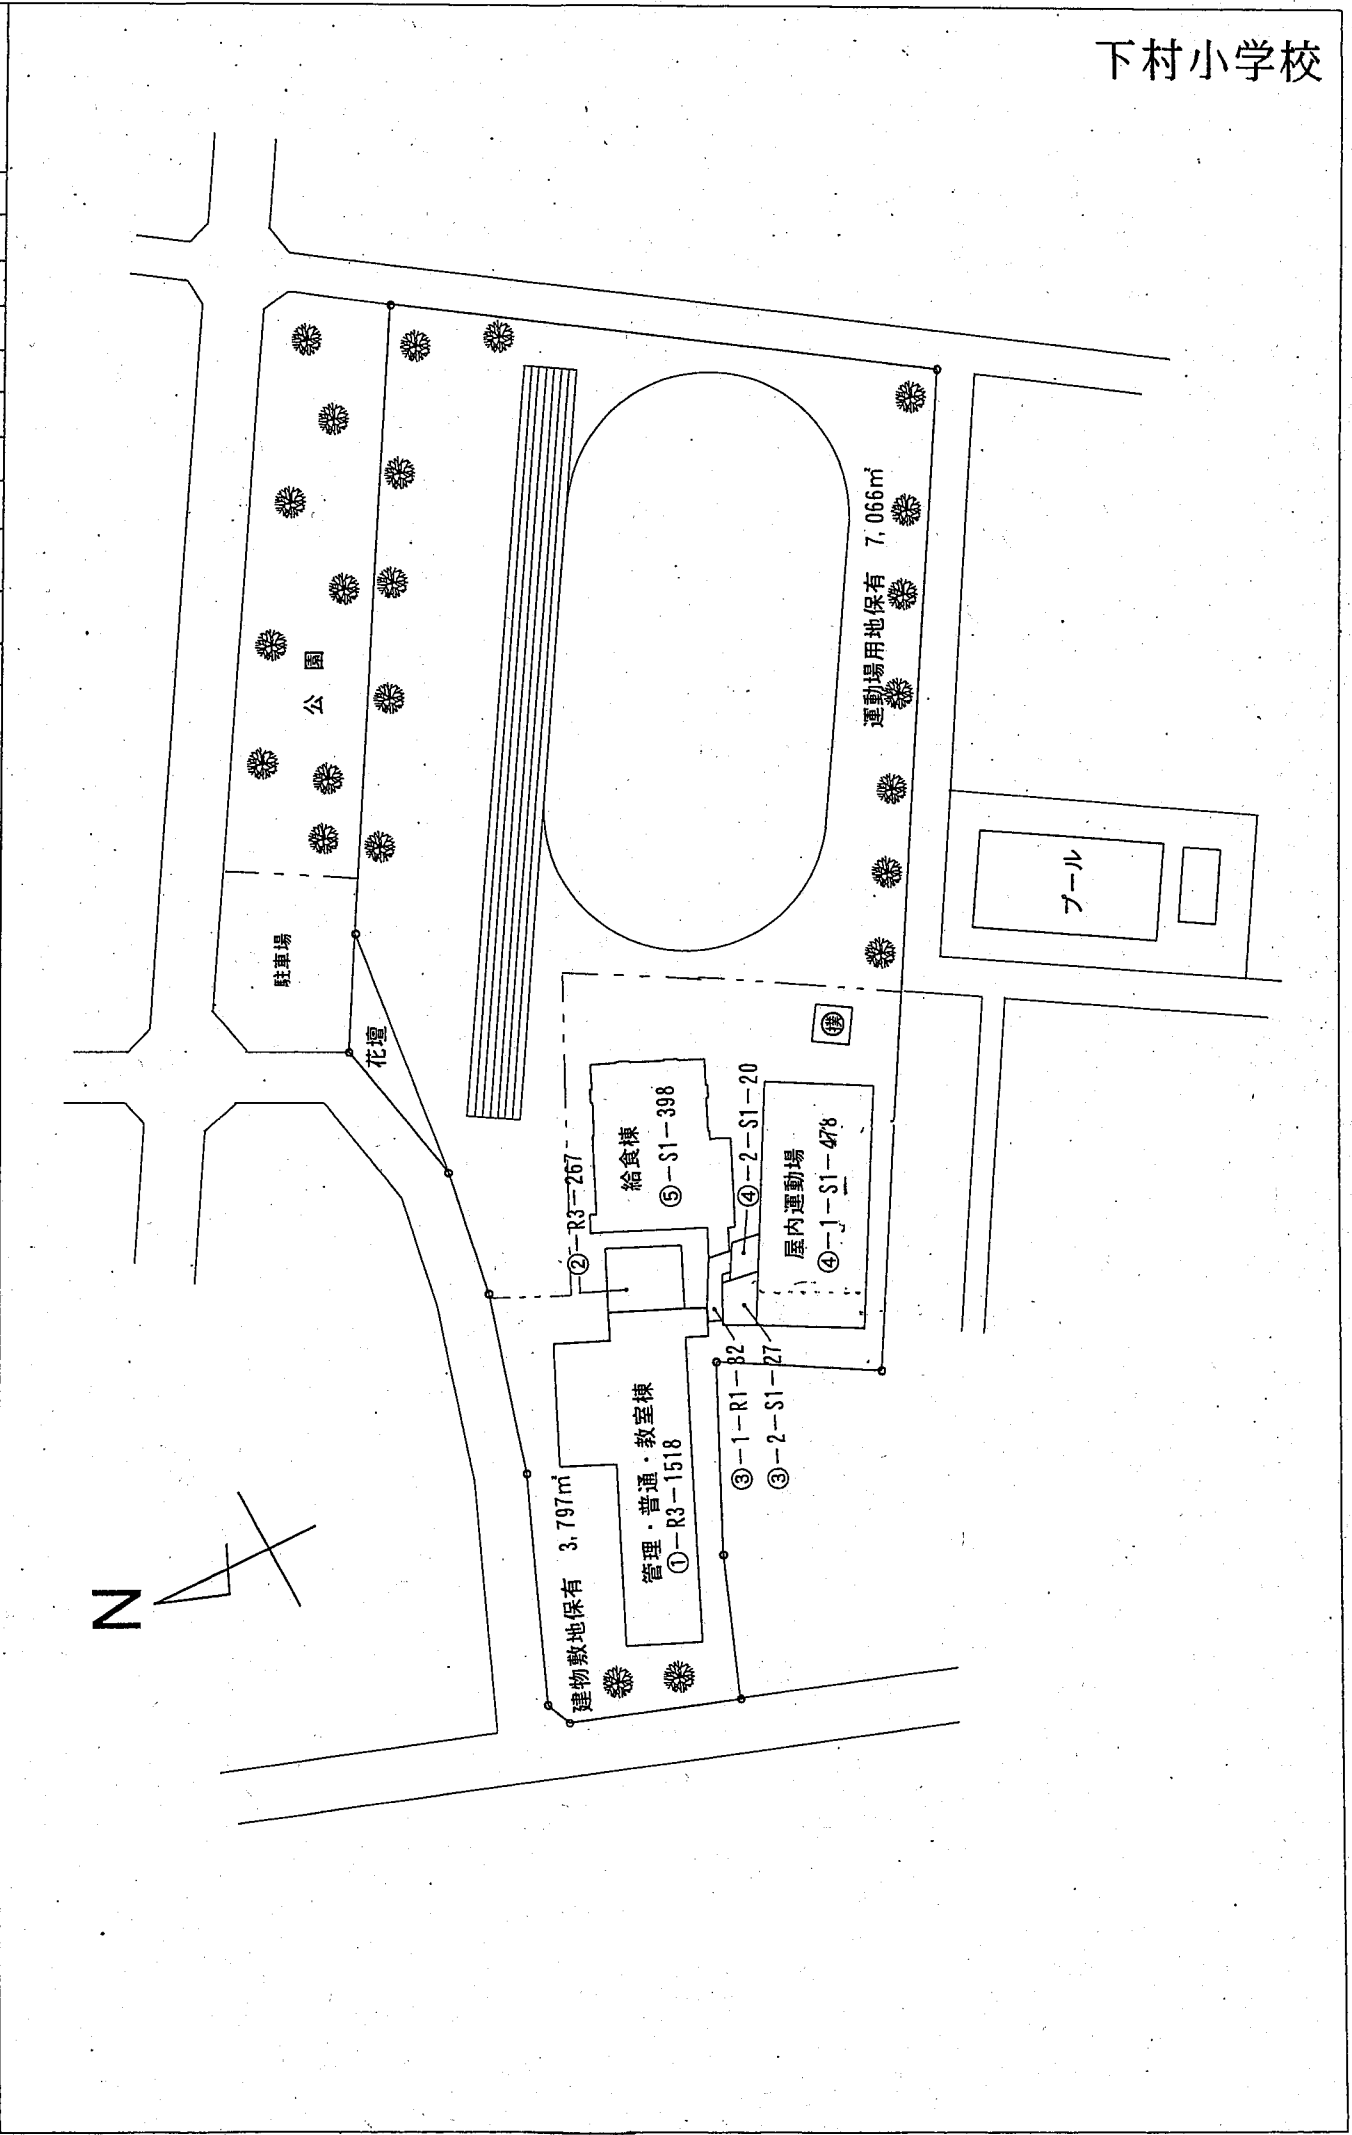 下村小学校
公園
駐車場
花壇
運動場用地保有 7,066㎡
プール
撲
給食棟
⑤-S1-398
②-R3-267
④-2-S1-20
屋内運動場
④-1-S1-478
管理・普通・教室棟
①-R3-1518
③-1-R1-32
③-2-S1-27
建物敷地保有 3,797㎡
N